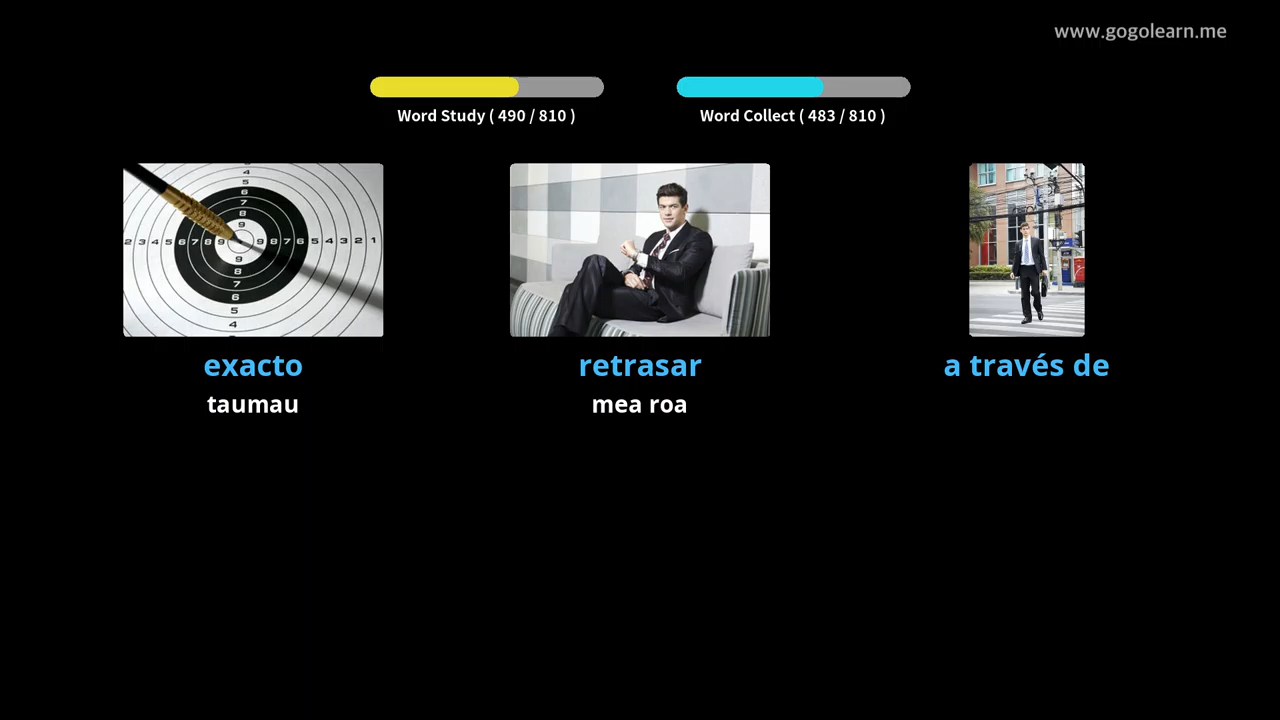 www.gogolearn.me
Word Study ( 490 / 810 )
Word Collect ( 483 / 810 )
exacto
taumau
retrasar
mea roa
a través de